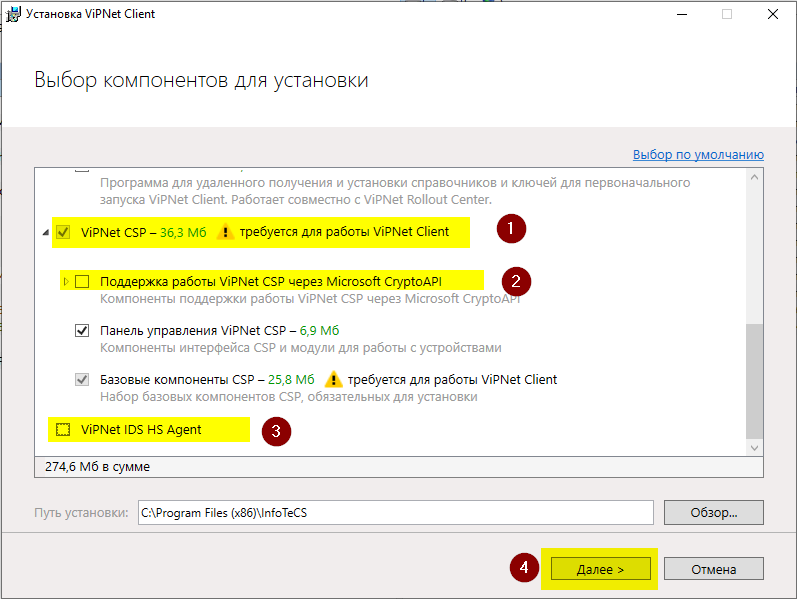 Установка ViPNet Client
Выбор компонентов для установки
Выбор по умолчанию
Программа для удаленного получения и установки справочников и ключей для первоначального
запуска ViPNet Client. Работает совместно с ViPNet Rollout Center.
ViPNet CSP – 36,3 Мб требуется для работы ViPNet Client
1
Поддержка работы ViPNet CSP через Microsoft CryptoAPI
2
Компоненты поддержки работы ViPNet CSP через Microsoft CryptoAPI
Панель управления ViPNet CSP – 6,9 Мб
Компоненты интерфейса CSP и модули для работы с устройствами
Базовые компоненты CSP – 25,8 Мб требуется для работы ViPNet Client
Набор базовых компонентов CSP, обязательных для установки
ViPNet IDS HS Agent
3
274,6 Мб в сумме
Путь установки: C:\Program Files (x86)\InfoTeCS Обзор...
4 Далее > Отмена